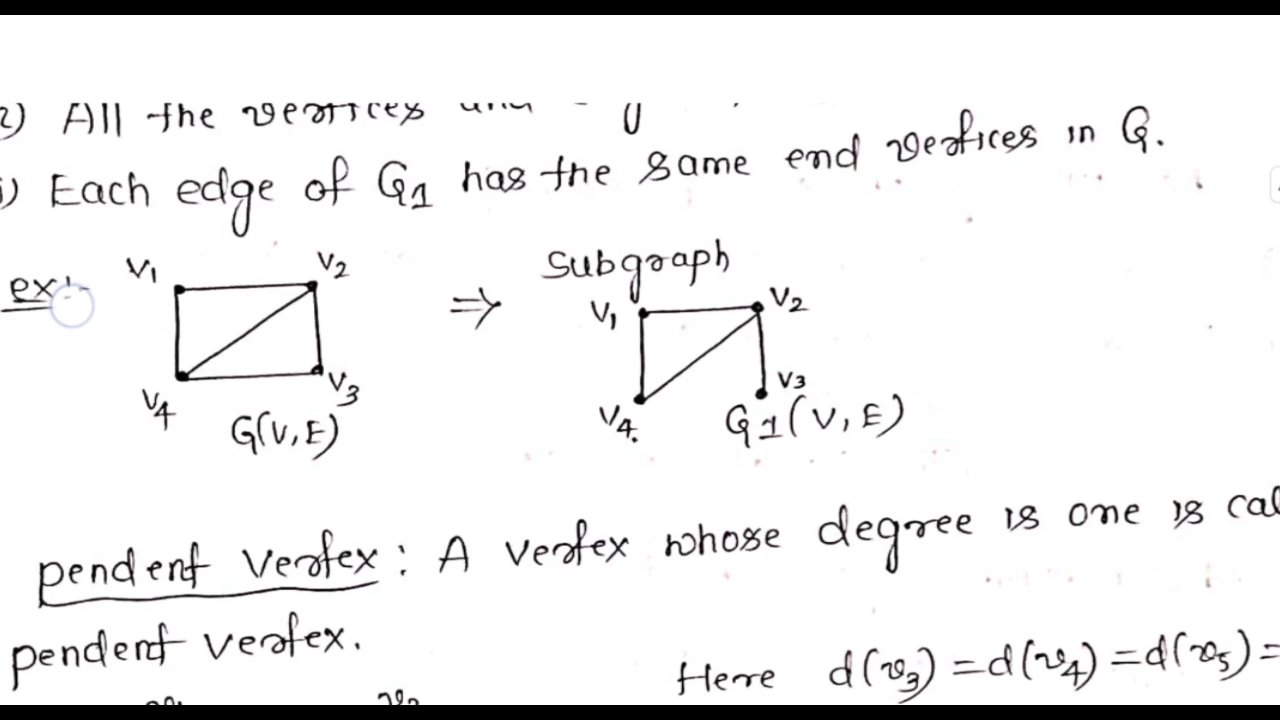 All the vertices and
i) Each edge of G1 has the same end vertices in G.
ex:-
V1 V2
V4 V3
G(V,E)
⇒
Subgraph
V1 V2
V4. V3
G1(V,E)
pendent vertex: A vertex whose degree is one is cal
pendent vertex.
Here d(v3) = d(v4) = d(v5) =